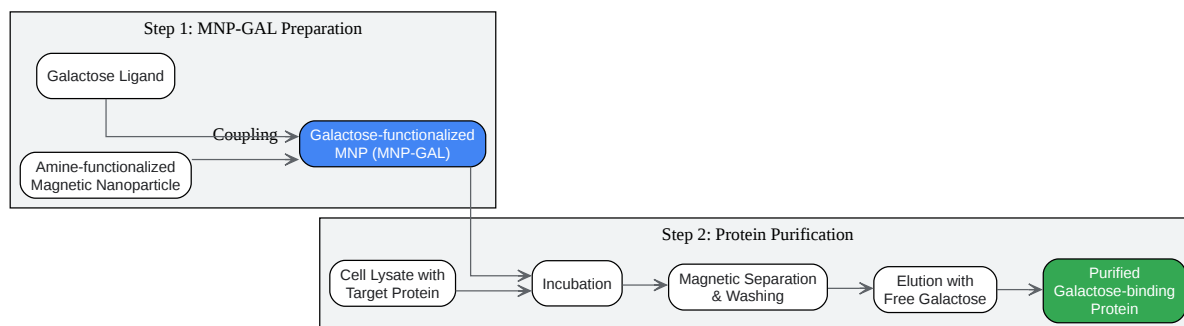 Step 1: MNP-GAL Preparation
Galactose Ligand
Coupling
Galactose-functionalized
MNP (MNP-GAL)
Amine-functionalized
Magnetic Nanoparticle
Step 2: Protein Purification
Cell Lysate with
Target Protein
Incubation
Magnetic Separation
& Washing
Elution with
Free Galactose
Purified
Galactose-binding
Protein